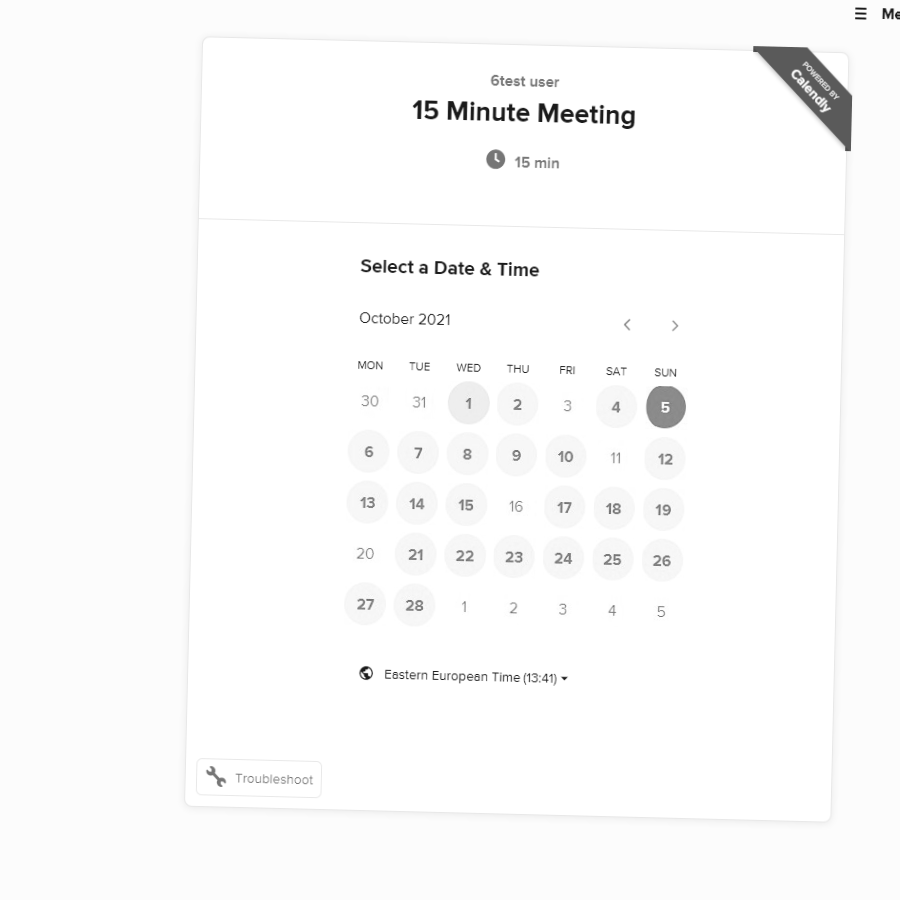 ☰ Me
POWERED BY
Calendly
6test user
15 Minute Meeting
15 min
Select a Date & Time
October 2021
MON TUE WED THU FRI SAT SUN
30 31 1 2 3 4 5
6 7 8 9 10 11 12
13 14 15 16 17 18 19
20 21 22 23 24 25 26
27 28 1 2 3 4 5
Eastern European Time (13:41)
Troubleshoot